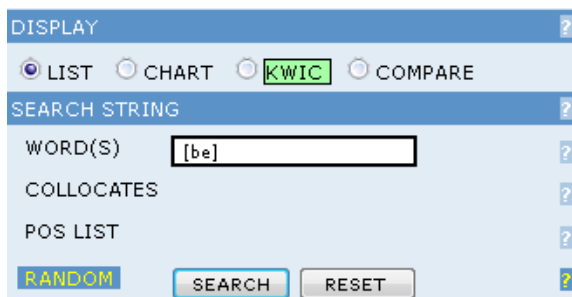 DISPLAY ?
LIST CHART KWIC COMPARE
SEARCH STRING ?
WORD(S) [be] ?
COLLOCATES ?
POS LIST ?
RANDOM SEARCH RESET ?